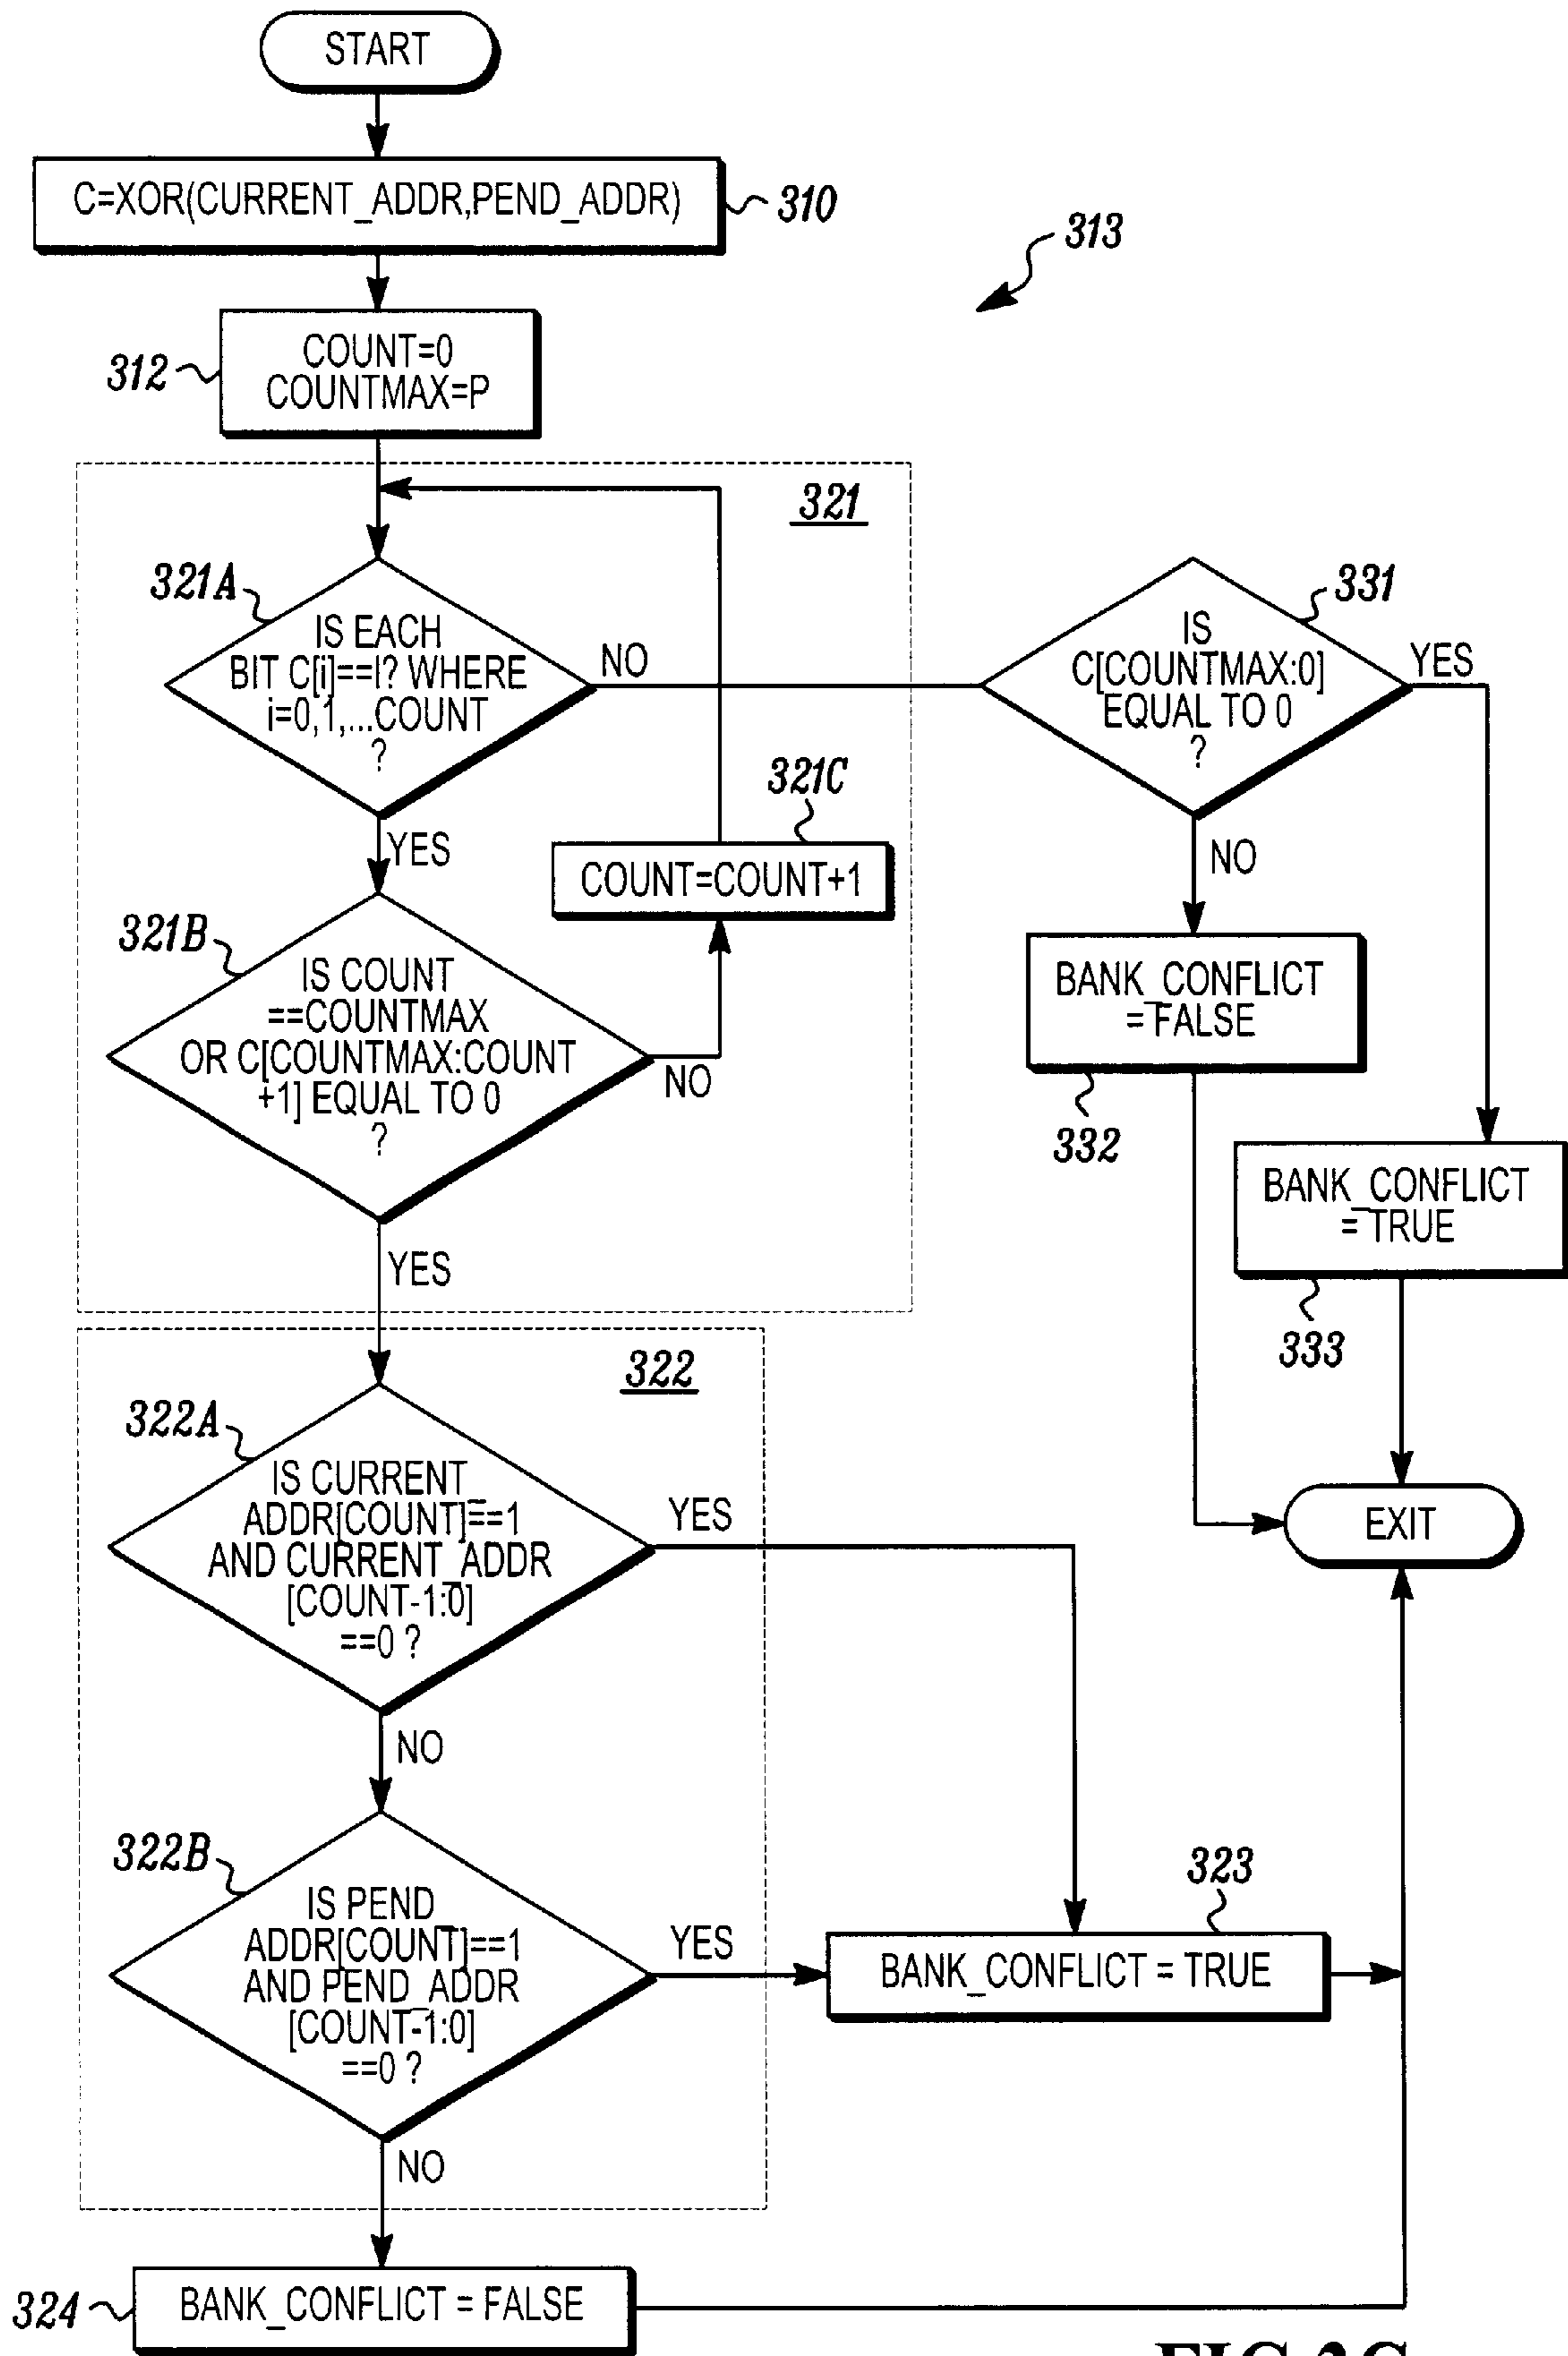 START
C=XOR(CURRENT_ADDR,PEND_ADDR)
310
313
312
COUNT=0
COUNTMAX=P
321
321A
IS EACH
BIT C[i]==I? WHERE
i=0,1,...COUNT
?
NO
YES
331
IS
C[COUNTMAX:0]
EQUAL TO 0
?
YES
NO
321C
COUNT=COUNT+1
321B
IS COUNT
==COUNTMAX
OR C[COUNTMAX:COUNT
+1] EQUAL TO 0
?
NO
YES
BANK_CONFLICT
=FALSE
332
BANK_CONFLICT
=TRUE
333
EXIT
322
322A
IS CURRENT_
ADDR[COUNT]==1
AND CURRENT_ADDR
[COUNT-1:0]
==0 ?
YES
NO
322B
IS PEND_
ADDR[COUNT]==1
AND PEND_ADDR
[COUNT-1:0]
==0 ?
YES
NO
323
BANK_CONFLICT = TRUE
324
BANK_CONFLICT = FALSE